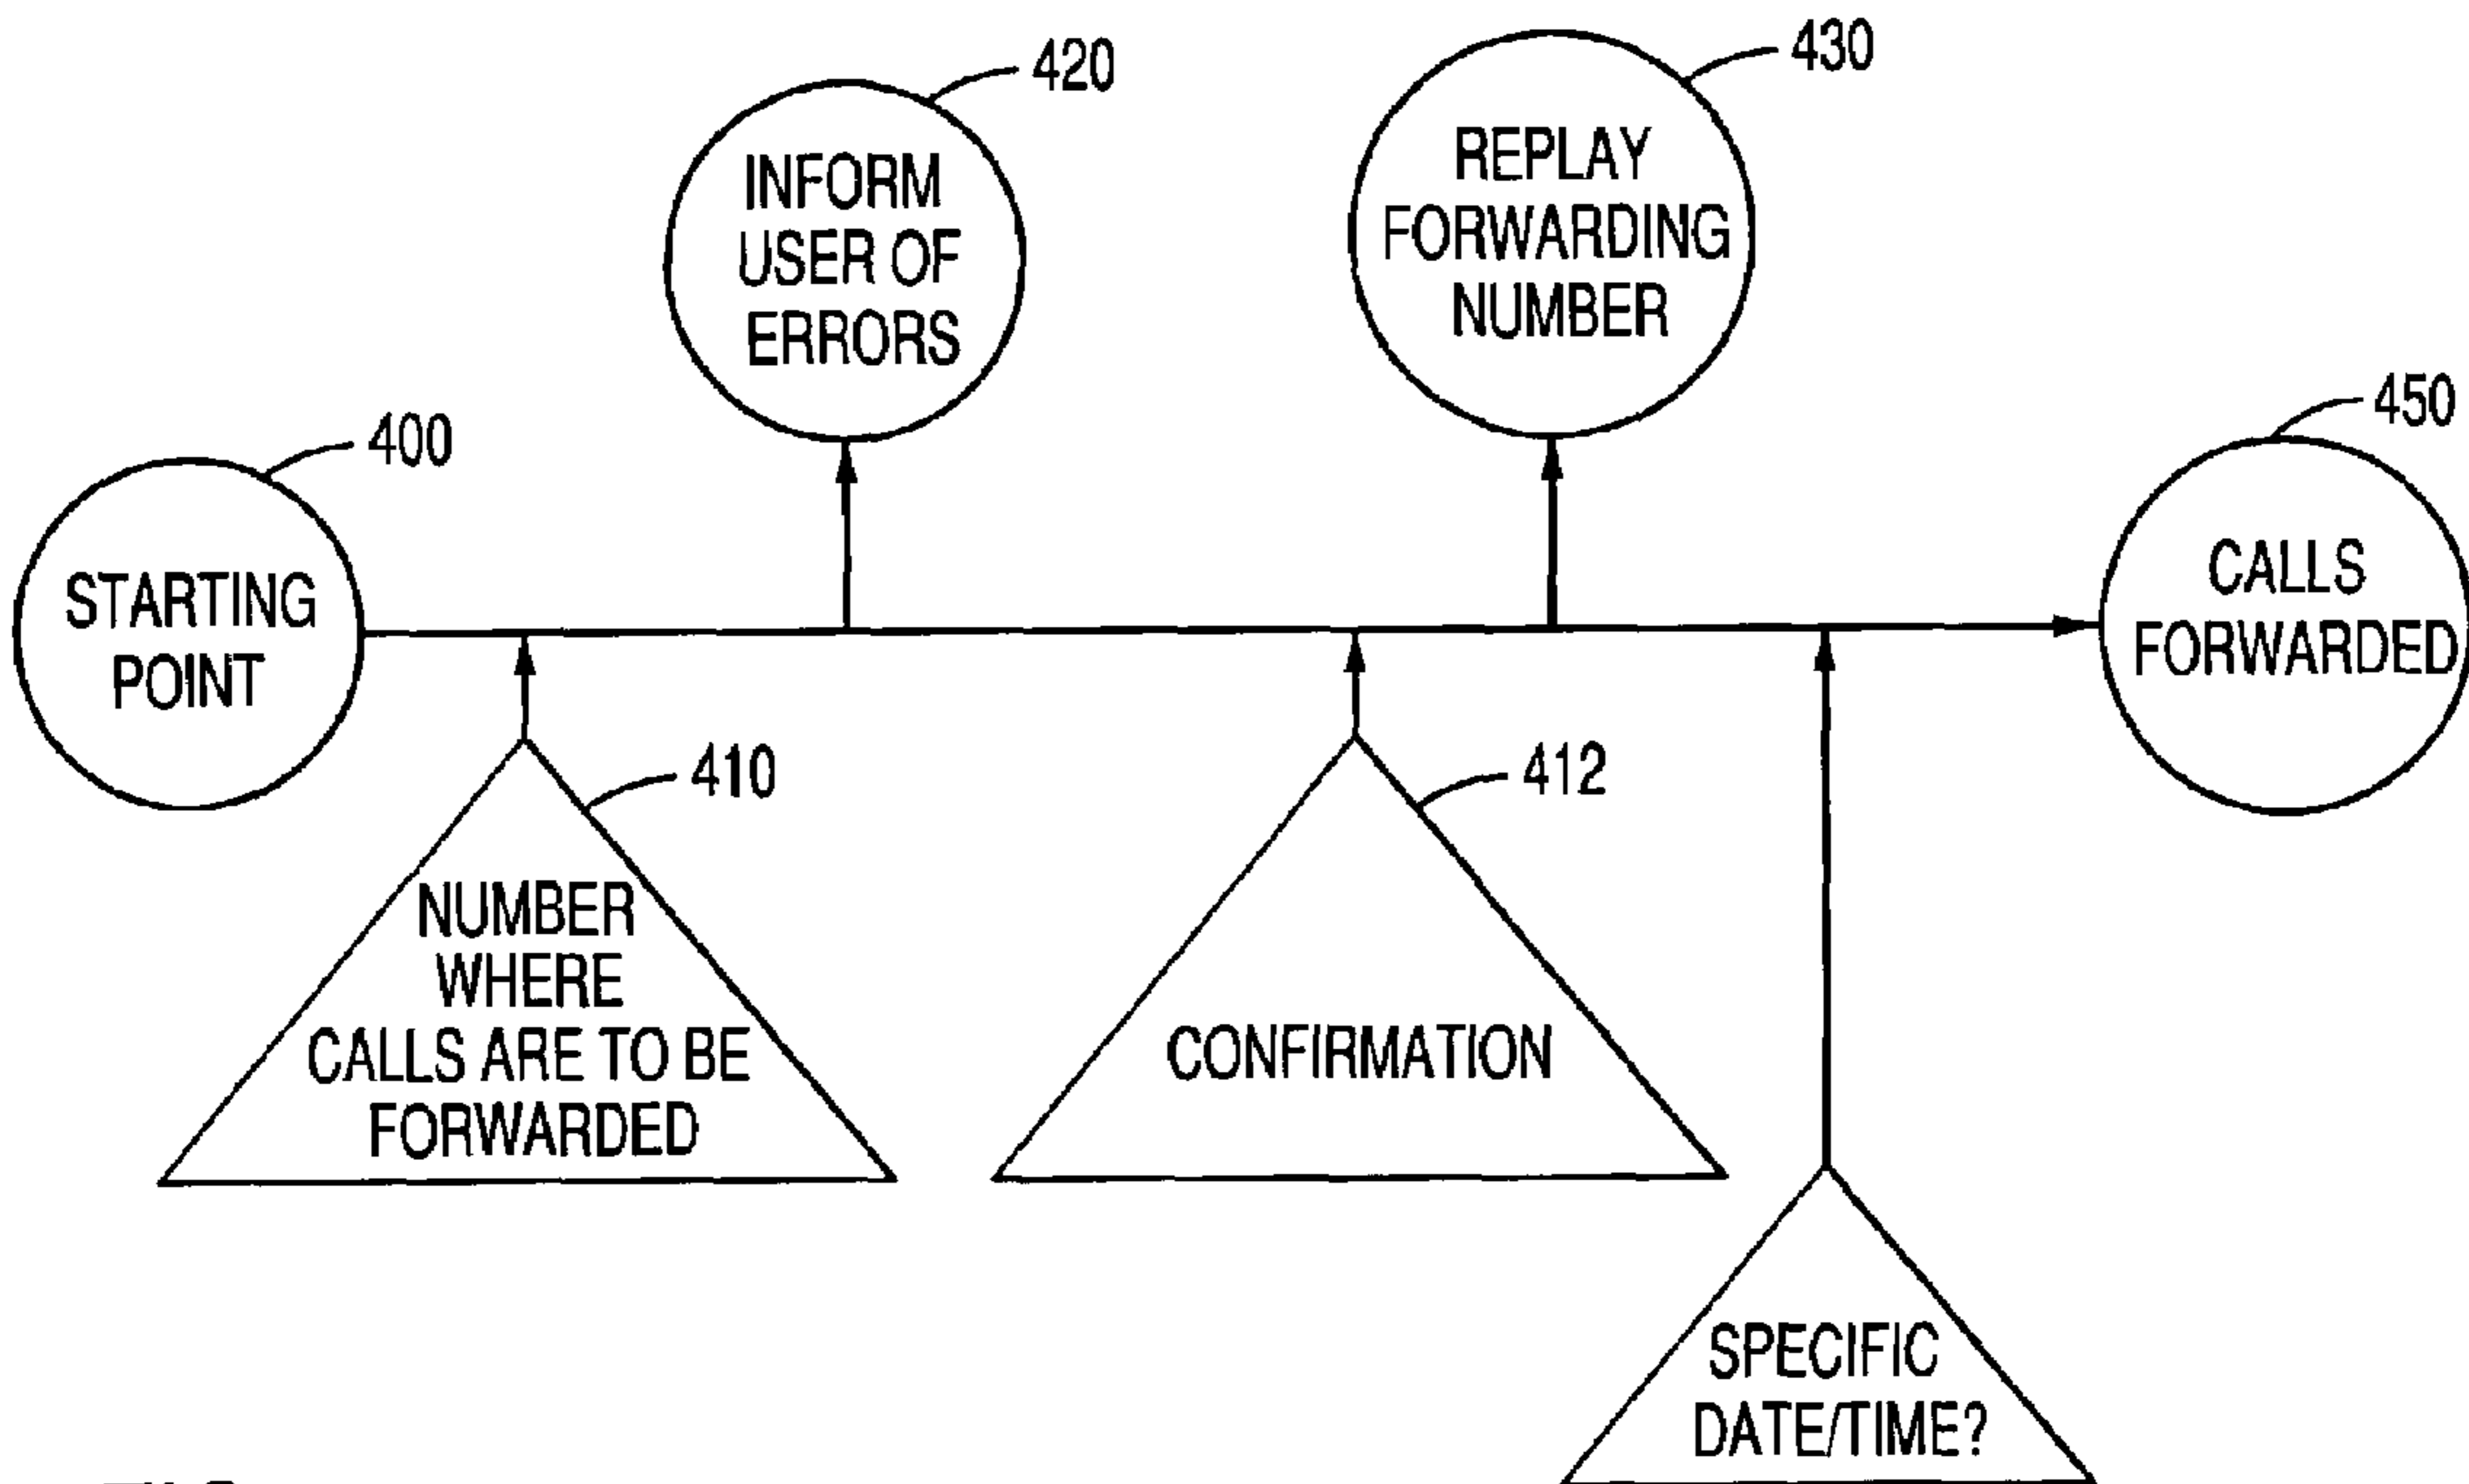 420
INFORM
USER OF
ERRORS
430
REPLAY
FORWARDING
NUMBER
400
STARTING
POINT
450
CALLS
FORWARDED
410
NUMBER
WHERE
CALLS ARE TO BE
FORWARDED
412
CONFIRMATION
SPECIFIC
DATE/TIME?